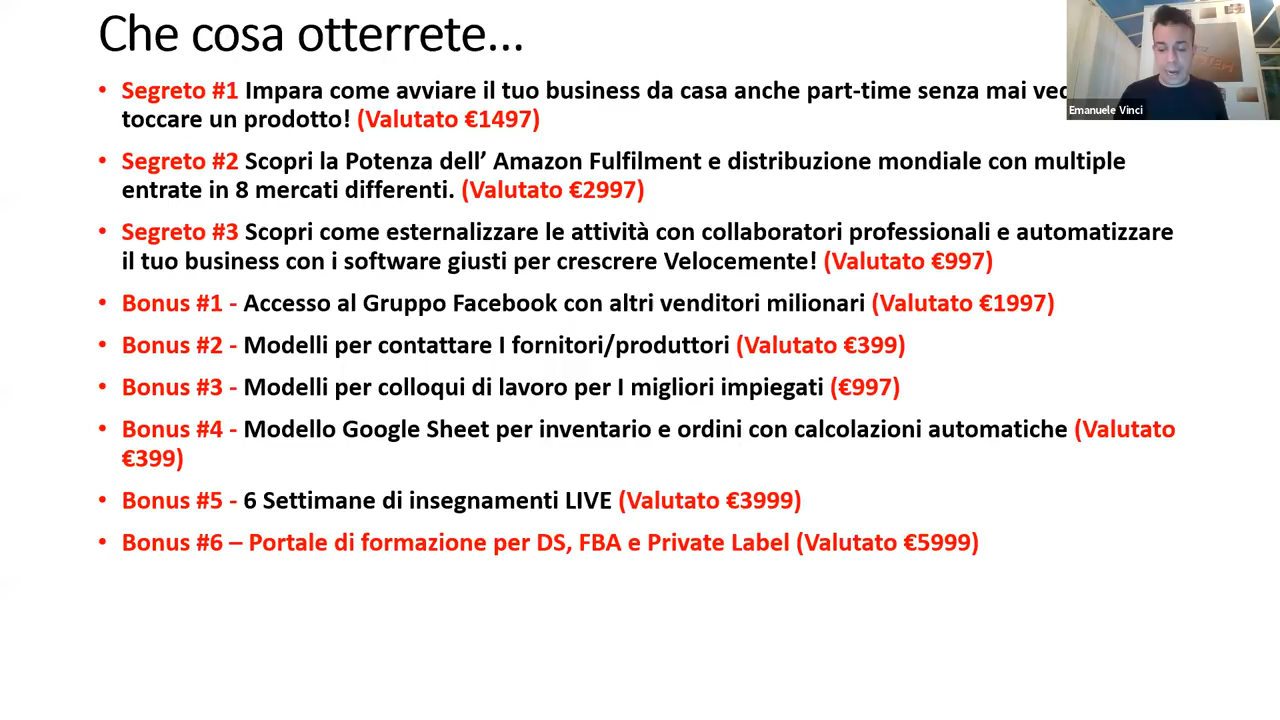 Che cosa otterrete...
• Segreto #1 Impara come avviare il tuo business da casa anche part-time senza mai
toccare un prodotto! (Valutato €1497)
• Segreto #2 Scopri la Potenza dell’ Amazon Fulfilment e distribuzione mondiale con multiple
entrate in 8 mercati differenti. (Valutato €2997)
• Segreto #3 Scopri come esternalizzare le attività con collaboratori professionali e automatizzare
il tuo business con i software giusti per crescrere Velocemente! (Valutato €997)
• Bonus #1 - Accesso al Gruppo Facebook con altri venditori milionari (Valutato €1997)
• Bonus #2 - Modelli per contattare I fornitori/produttori (Valutato €399)
• Bonus #3 - Modelli per colloqui di lavoro per I migliori impiegati (€997)
• Bonus #4 - Modello Google Sheet per inventario e ordini con calcolazioni automatiche (Valutato
€399)
• Bonus #5 - 6 Settimane di insegnamenti LIVE (Valutato €3999)
• Bonus #6 – Portale di formazione per DS, FBA e Private Label (Valutato €5999)
Emanuele Vinci